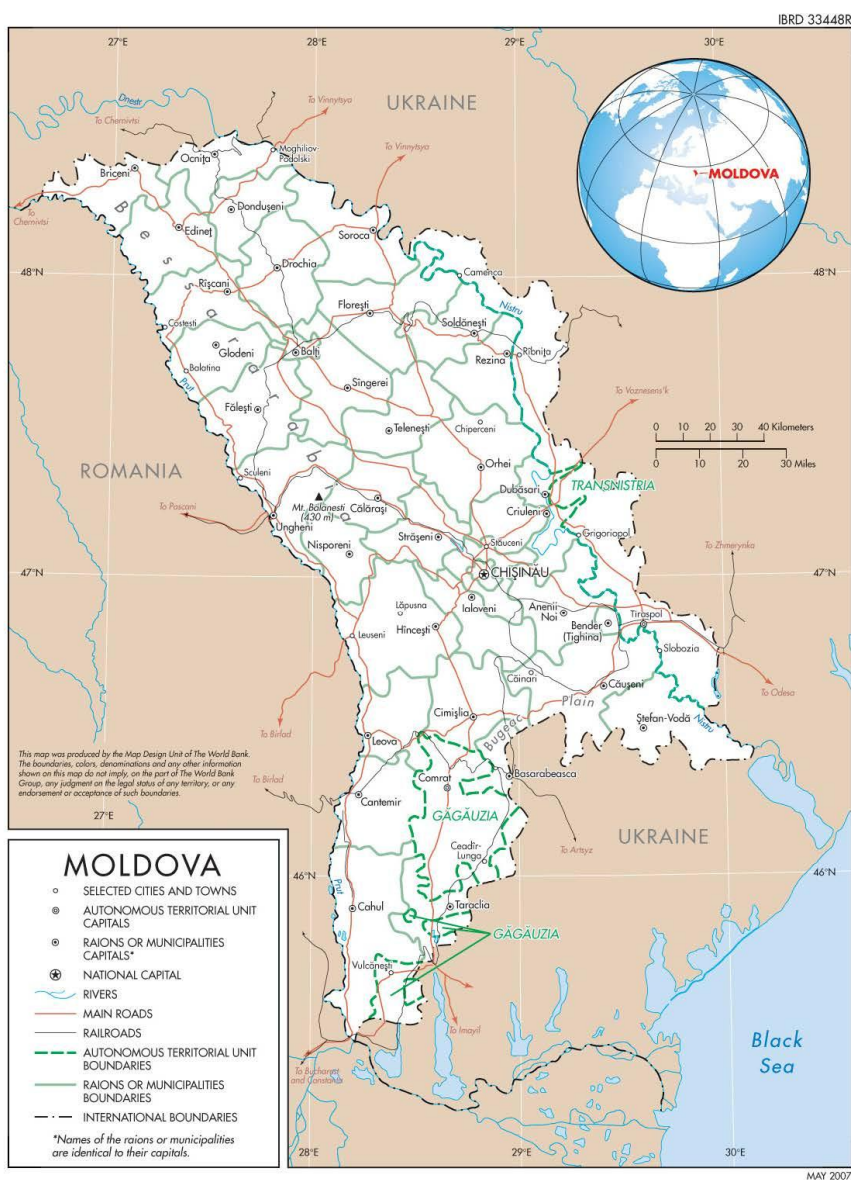 IBRD 33448R
27°E
28°E
29°E
30°E
Dnestr
To Vinnytsya
UKRAINE
To Chernivtsi
Moghiliov-
Podolski
To Vinnytsya
Ocniţa
Briceni
MOLDOVA
To
Chernivtsi
Donduşeni
Edineţ
Soroca
Bessarabia
48°N
Drochia
Camenca
48°N
Rîşcani
Nistru
Floreşti
Costesti
Soldăneşti
Glodeni
Bălţi
Rezina
Rîbniţa
Balatina
Prut
Sîngerei
To Voznesens'k
Făleşti
0 10 20 30 40 Kilometers
Teleneşti
Chiperceni
0 10 20 30 Miles
ROMANIA
Sculeni
Orhei
TRANSNISTRIA
Dubăsari
To Pascani
Mt. Bălăneşti
(430 m)
Călăraşi
Criuleni
Ungheni
Grigoriopol
Străşeni
Stăuceni
To Zhmerynka
Nisporeni
47°N
CHIŞINĂU
47°N
Lăpusna
Ialoveni
Anenii
Noi
Bender
(Tighina)
Tiraspol
Hînceşti
Leuseni
Slobozia
Căinari
Căuşeni
To Odesa
Cimişlia
Bugeac Plain
Ştefan-Vodă
Nistru
To Bîrlad
Leova
This map was produced by the Map Design Unit of The World Bank.
The boundaries, colors, denominations and any other information
shown on this map do not imply, on the part of The World Bank
Group, any judgment on the legal status of any territory, or any
endorsement or acceptance of such boundaries.
To Bîrlad
Basarabeasca
Comrat
Cantemir
27°E
GĂGĂUZIA
UKRAINE
To Artsyz
Ceadîr-
Lunga
46°N
46°N
Prut
Cahul
Taraclia
GĂGĂUZIA
Vulcăneşti
To Imayil
Black
Sea
To Bucharest
and Constanta
MOLDOVA
SELECTED CITIES AND TOWNS
AUTONOMOUS TERRITORIAL UNIT
CAPITALS
RAIONS OR MUNICIPALITIES
CAPITALS*
NATIONAL CAPITAL
RIVERS
MAIN ROADS
RAILROADS
AUTONOMOUS TERRITORIAL UNIT
BOUNDARIES
RAIONS OR MUNICIPALITIES
BOUNDARIES
INTERNATIONAL BOUNDARIES
*Names of the raions or municipalities
are identical to their capitals.
28°E
29°E
30°E
MAY 2007